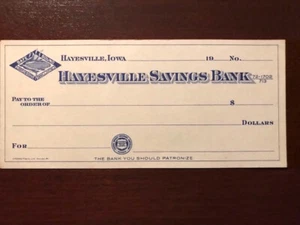 Hayesville, Iowa 19 No.
Hayesville Savings Bank
Pay to the
order of $
Dollars
For
The Bank You Should Patronize